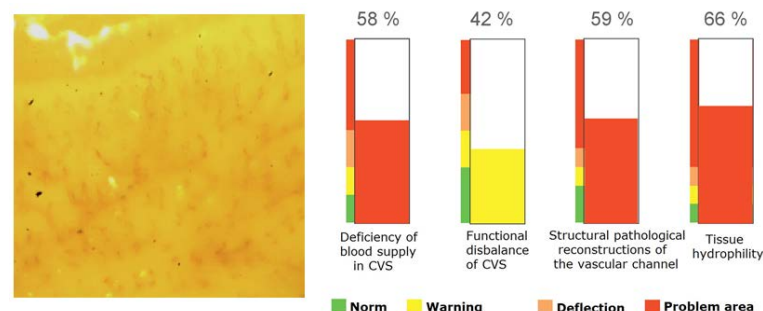 58 %
42 %
59 %
66 %
Deficiency of
blood supply
in CVS
Functional
disbalance
of CVS
Structural pathological
reconstructions of
the vascular channel
Tissue
hydrophility
Norm
Warning
Deflection
Problem area